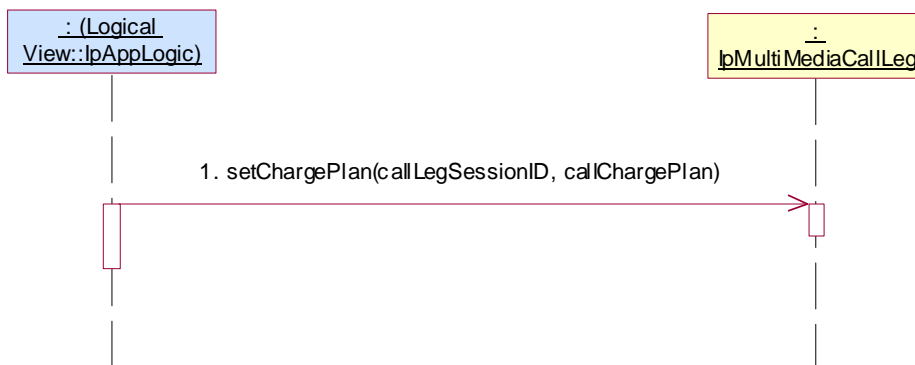 : (Logical
View::IpAppLogic)
:
IpMultiMediaCallLeg
1. setChargePlan(callLegSessionID, callChargePlan)